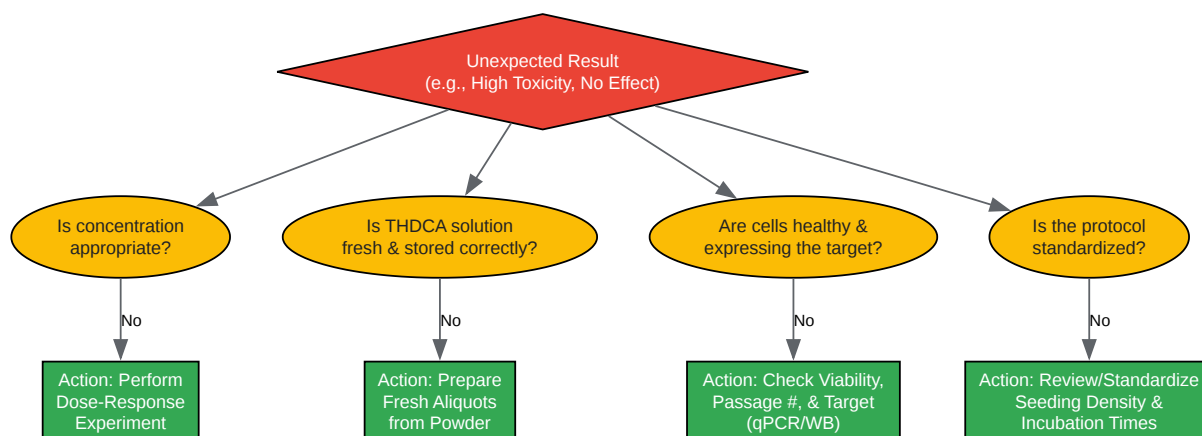 Unexpected Result
(e.g., High Toxicity, No Effect)
Is concentration
appropriate?
Is THDCA solution
fresh & stored correctly?
Are cells healthy &
expressing the target?
Is the protocol
standardized?
No
No
No
No
Action: Perform
Dose-Response
Experiment
Action: Prepare
Fresh Aliquots
from Powder
Action: Check Viability,
Passage #, & Target
(qPCR/WB)
Action: Review/Standardize
Seeding Density &
Incubation Times